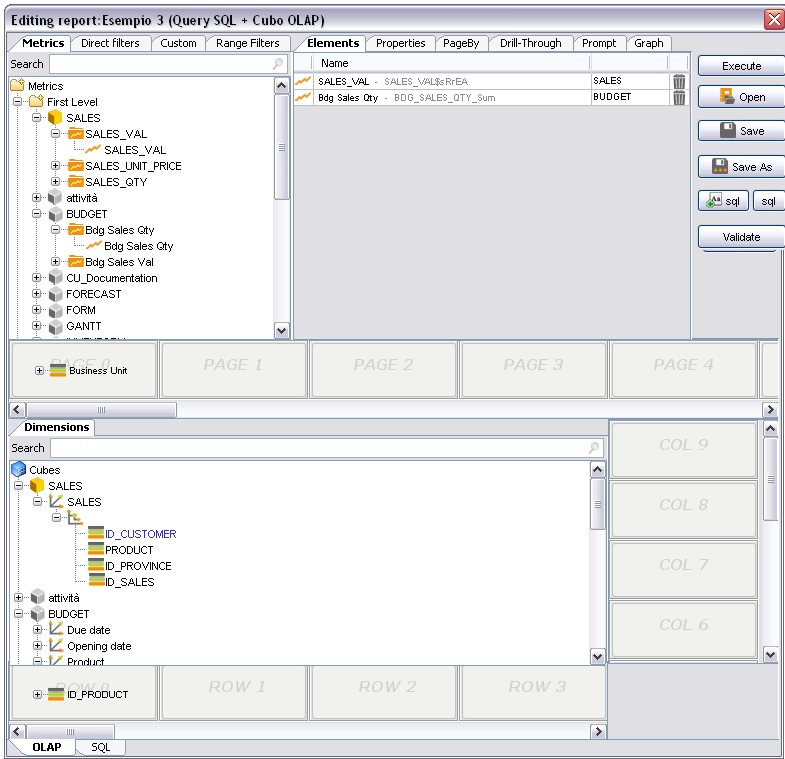 Editing report:Esempio 3 (Query SQL + Cubo OLAP)
Metrics Direct filters Custom Range Filters
Search
Metrics
First Level
SALES
SALES_VAL
SALES_VAL
SALES_UNIT_PRICE
SALES_QTY
attività
BUDGET
Bdg Sales Qty
Bdg Sales Qty
Bdg Sales Val
CU_Documentation
FORECAST
FORM
GANTT
Elements Properties PageBy Drill-Through Prompt Graph
Name
SALES_VAL - SALES_VAL$sRrEA SALES
Bdg Sales Qty - BDG_SALES_QTY_Sum BUDGET
Execute
Open
Save
Save As
sql sql
Validate
PAGE 0 PAGE 1 PAGE 2 PAGE 3 PAGE 4
Business Unit
Dimensions
Search
Cubes
SALES
SALES
ID_CUSTOMER
PRODUCT
ID_PROVINCE
ID_SALES
attività
BUDGET
Due date
Opening date
Product
COL 9
COL 8
COL 7
COL 6
ROW 0 ROW 1 ROW 2 ROW 3
ID_PRODUCT
OLAP SQL